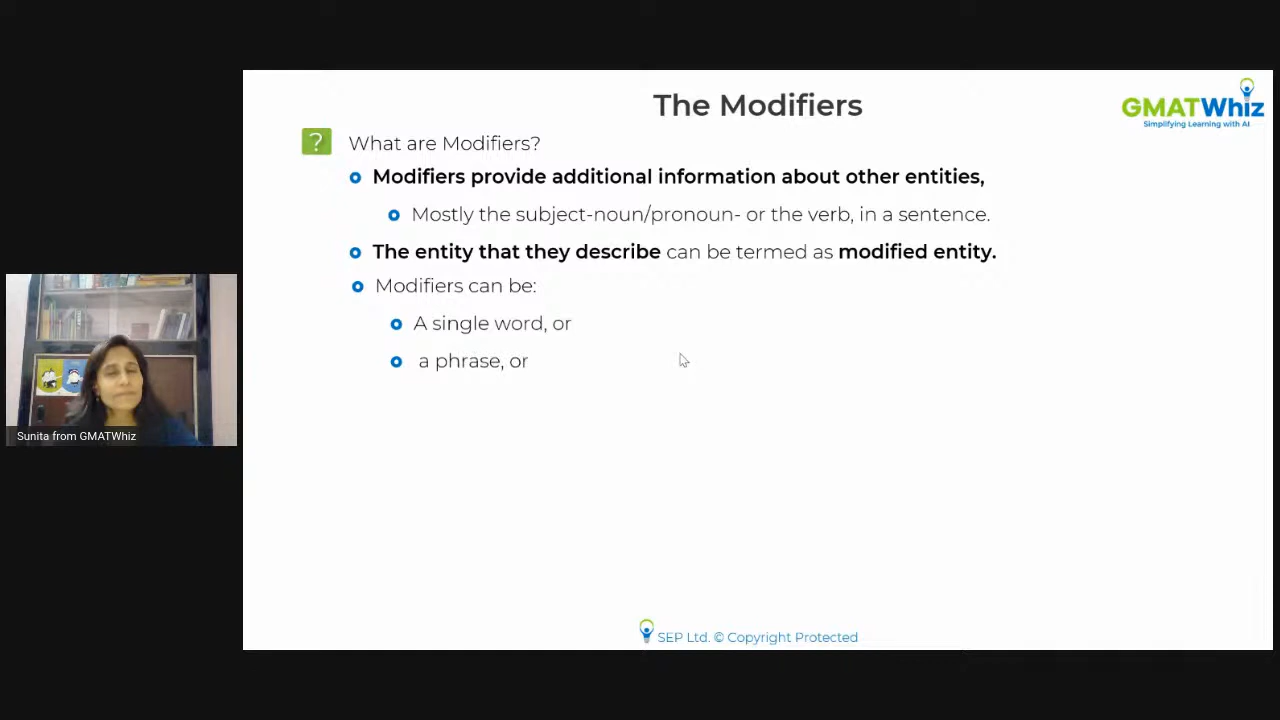 The Modifiers
GMATWhiz
Simplifying Learning with AI
? What are Modifiers?
Modifiers provide additional information about other entities,
Mostly the subject-noun/pronoun- or the verb, in a sentence.
The entity that they describe can be termed as modified entity.
Modifiers can be:
A single word, or
a phrase, or
Sunita from GMATWhiz
SEP Ltd. © Copyright Protected